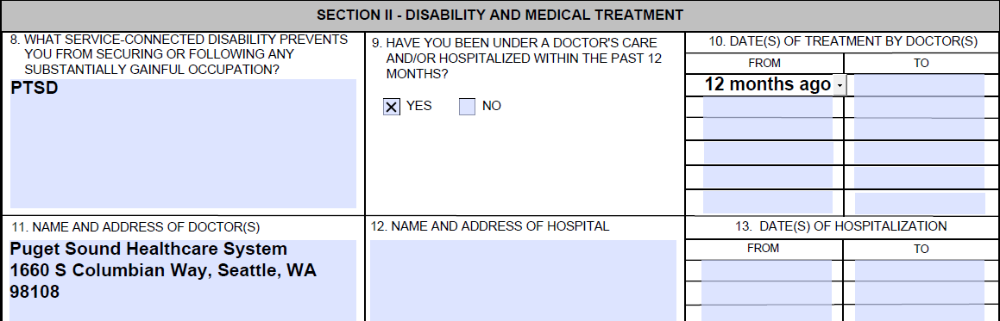 SECTION II - DISABILITY AND MEDICAL TREATMENT
8. WHAT SERVICE-CONNECTED DISABILITY PREVENTS
YOU FROM SECURING OR FOLLOWING ANY
SUBSTANTIALLY GAINFUL OCCUPATION?
PTSD
9. HAVE YOU BEEN UNDER A DOCTOR'S CARE
AND/OR HOSPITALIZED WITHIN THE PAST 12
MONTHS?
YES NO
10. DATE(S) OF TREATMENT BY DOCTOR(S)
FROM TO
12 months ago
11. NAME AND ADDRESS OF DOCTOR(S)
Puget Sound Healthcare System
1660 S Columbian Way, Seattle, WA
98108
12. NAME AND ADDRESS OF HOSPITAL
13. DATE(S) OF HOSPITALIZATION
FROM TO